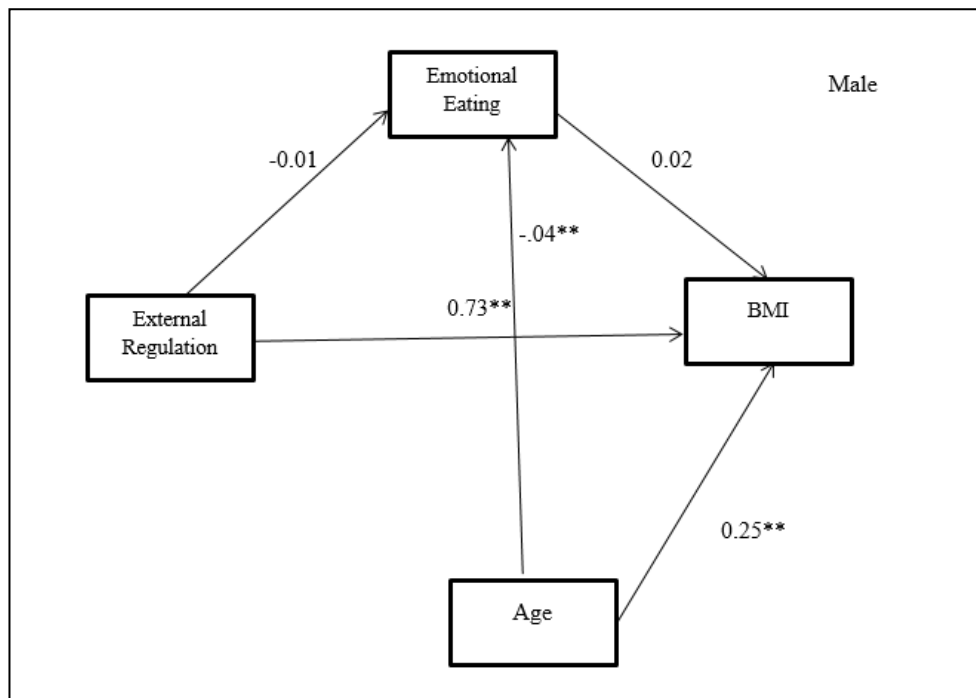 Emotional
Eating
Male
-0.01
0.02
-.04**
External
Regulation
0.73**
BMI
0.25**
Age